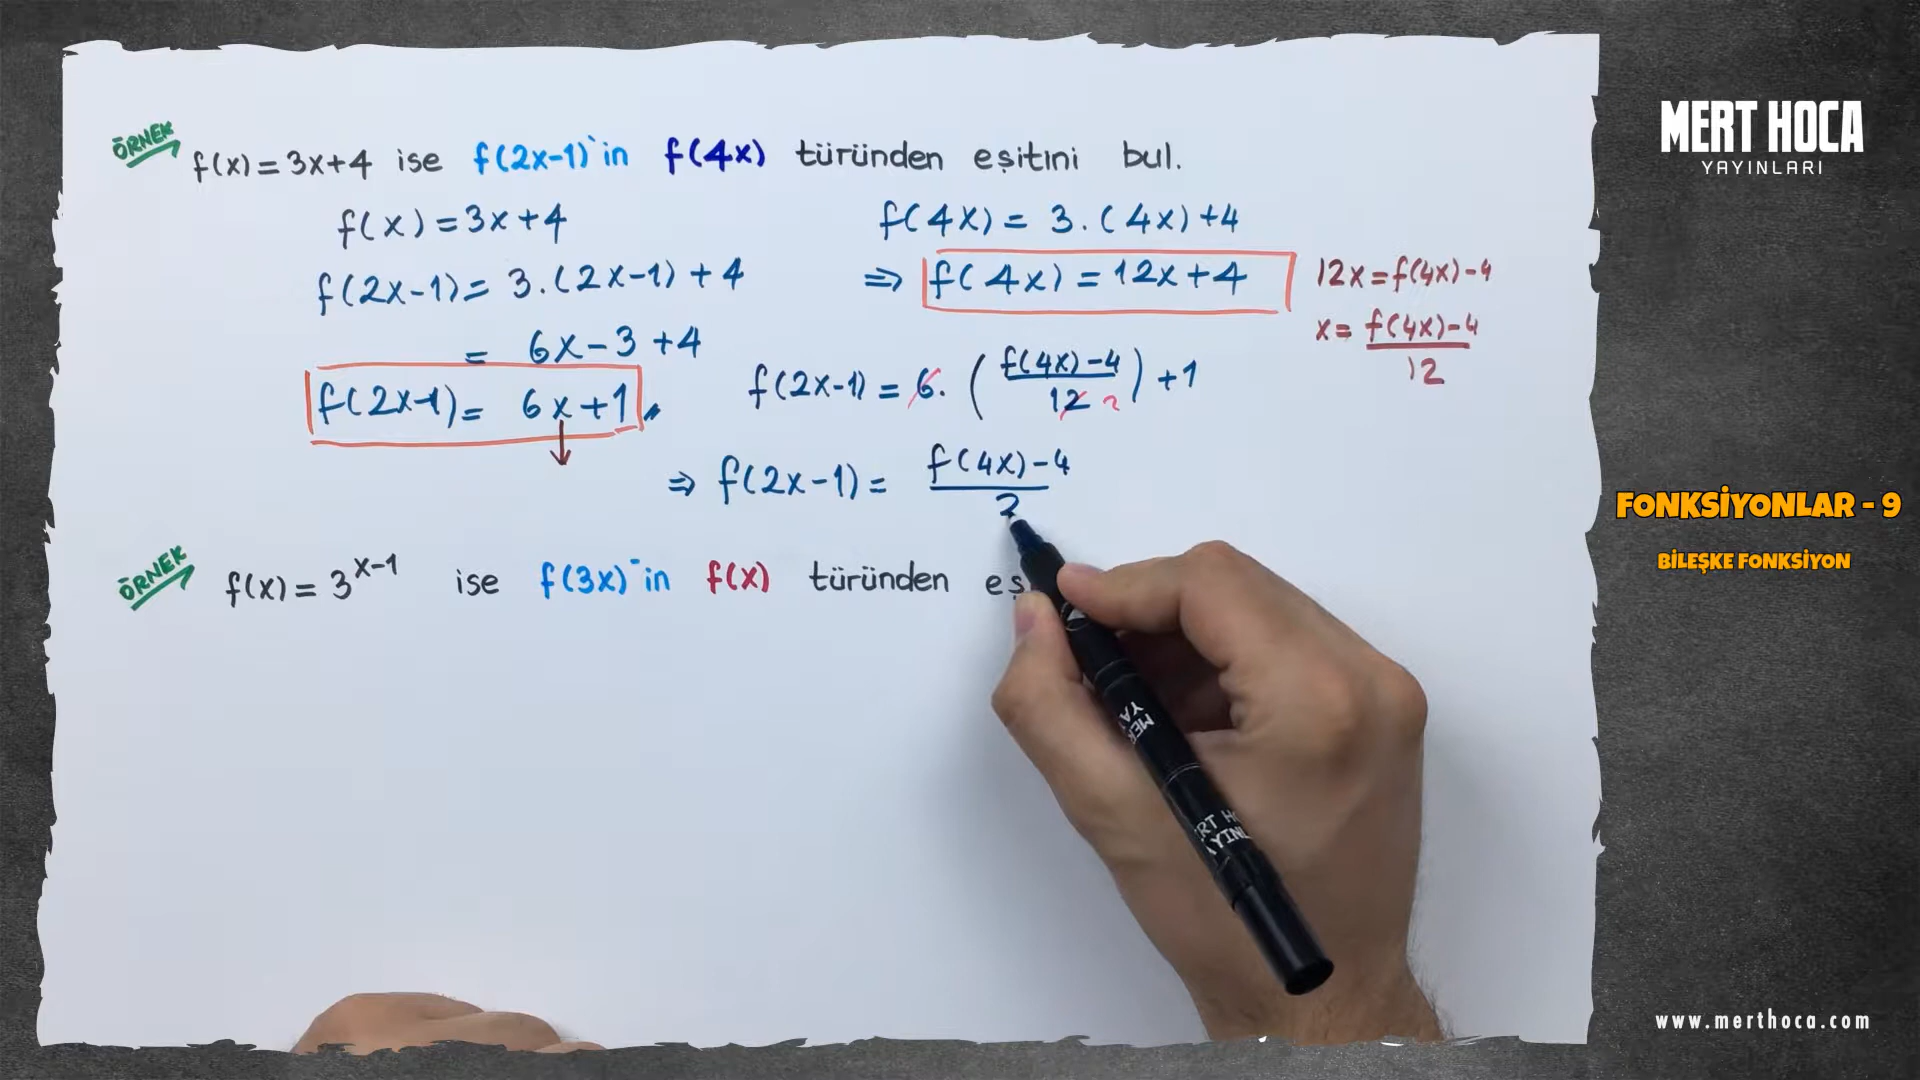 MERT HOCA
YAYINLARI
ÖRNEK f(x) = 3x+4 ise f(2x-1)'in f(4x) türünden eşitini bul.
f(x) = 3x+4
f(2x-1) = 3.(2x-1) + 4
= 6x-3+4
f(2x-1) = 6x+1
f(4x) = 3.(4x)+4
⇒ f(4x) = 12x+4
12x = f(4x)-4
x = f(4x)-4 / 12
f(2x-1) = 6. ( f(4x)-4 / 12 2 ) + 1
⇒ f(2x-1) = f(4x)-4 / 2
ÖRNEK f(x) = 3^x-1 ise f(3x)'in f(x) türünden
FONKSİYONLAR - 9
BİLEŞKE FONKSİYON
www.merthoca.com